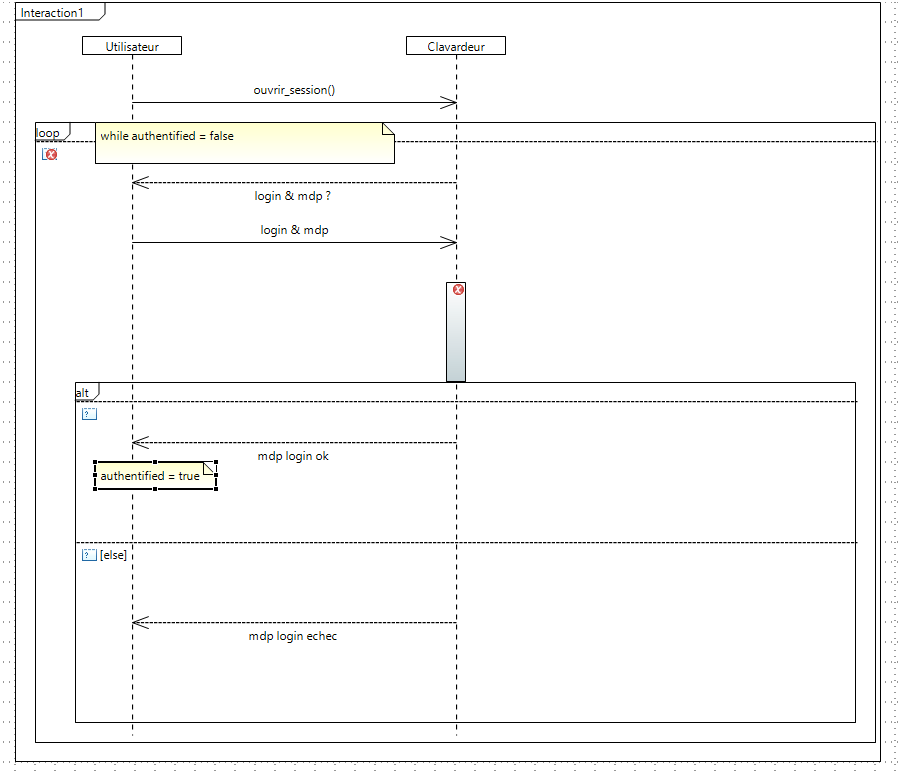 Interaction1
Utilisateur
Clavardeur
ouvrir_session()
loop
while authentified = false
login & mdp ?
login & mdp
alt
?
mdp login ok
authentified = true
? [else]
mdp login echec